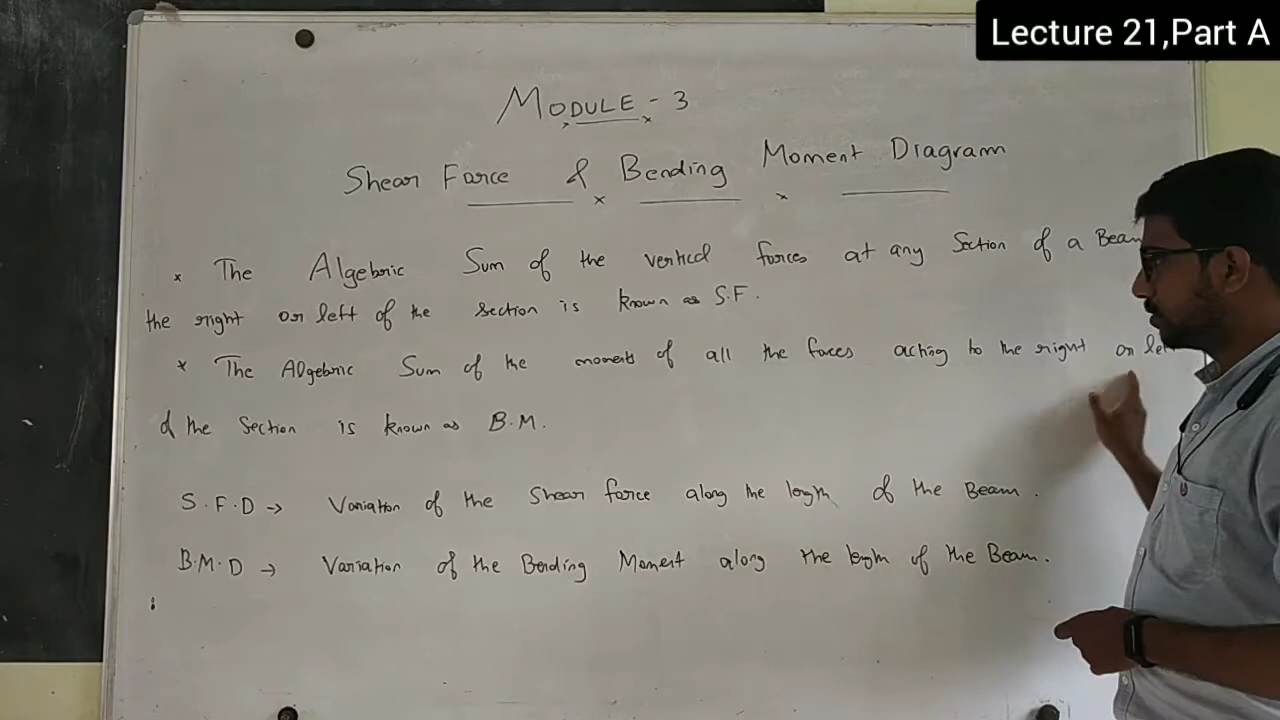 Lecture 21,Part A
MODULE - 3
Shear Force & Bending Moment Diagram
× The Algebric Sum of the vertical forces at any Section of a Beam
the right or left of the section is known as S.F.
× The Algebric Sum of the moments of all the forces acting to the right or left
of the Section is known as B.M.
S.F.D → Variation of the Shear force along the length of the Beam.
B.M.D → Variation of the Bending Moment along the length of the Beam.